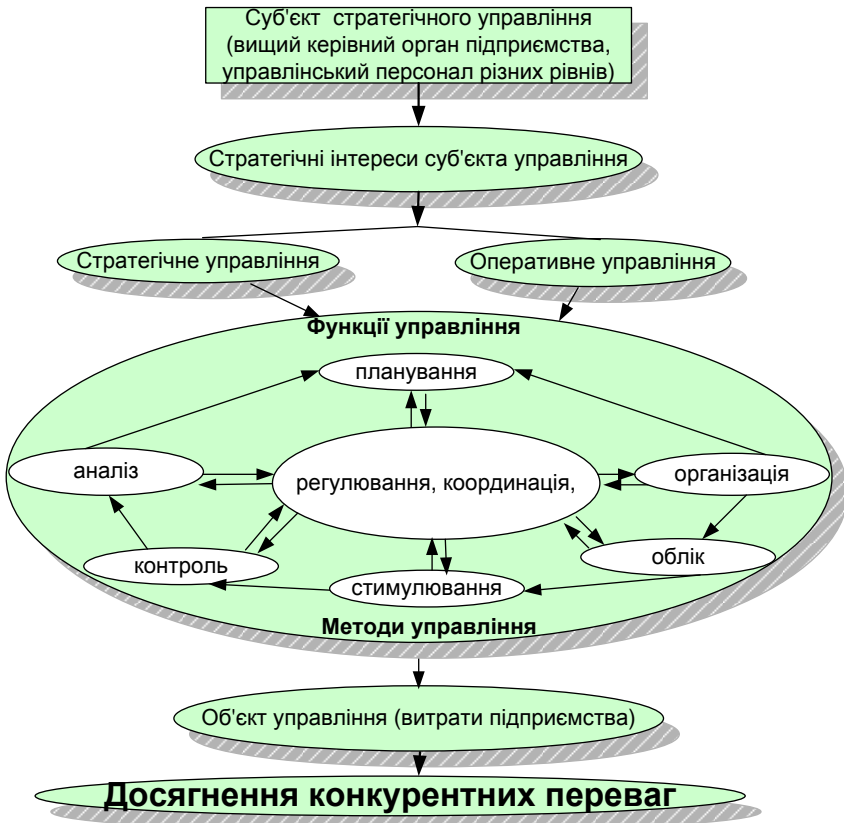 Суб'єкт стратегічного управління
(вищий керівний орган підприємства,
управлінський персонал різних рівнів)
Стратегічні інтереси суб'єкта управління
Стратегічне управління
Оперативне управління
Функції управління
планування
аналіз
регулювання, координація,
організація
контроль
облік
стимулювання
Методи управління
Об'єкт управління (витрати підприємства)
Досягнення конкурентних переваг